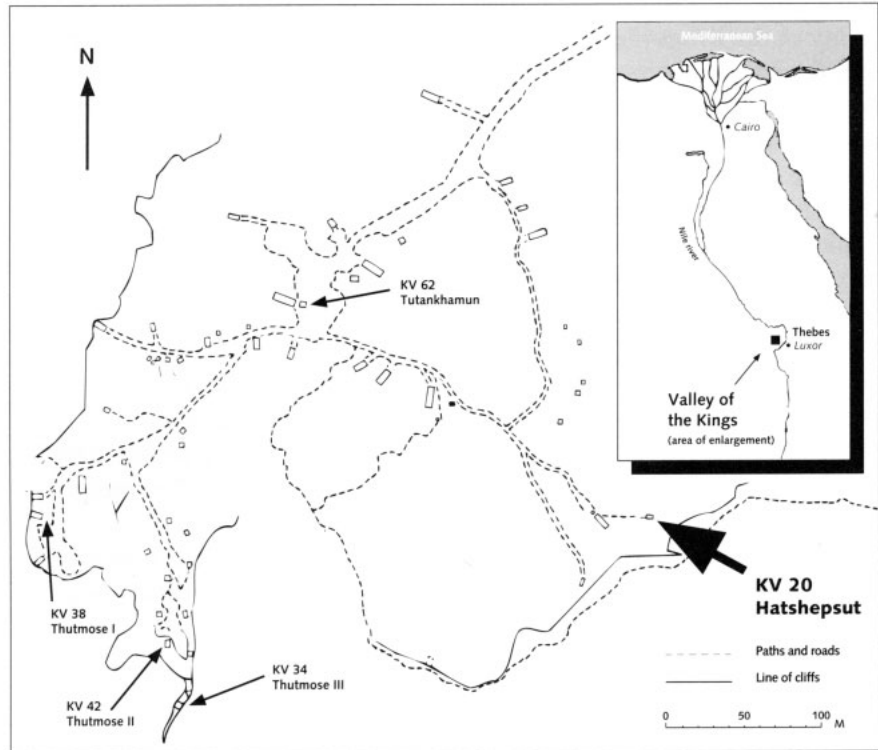 N
Mediterranean Sea
Cairo
Nile river
Thebes
Luxor
Valley of
the Kings
(area of enlargement)
KV 62
Tutankhamun
KV 38
Thutmose I
KV 42
Thutmose II
KV 34
Thutmose III
KV 20
Hatshepsut
Paths and roads
Line of cliffs
0 50 100 M